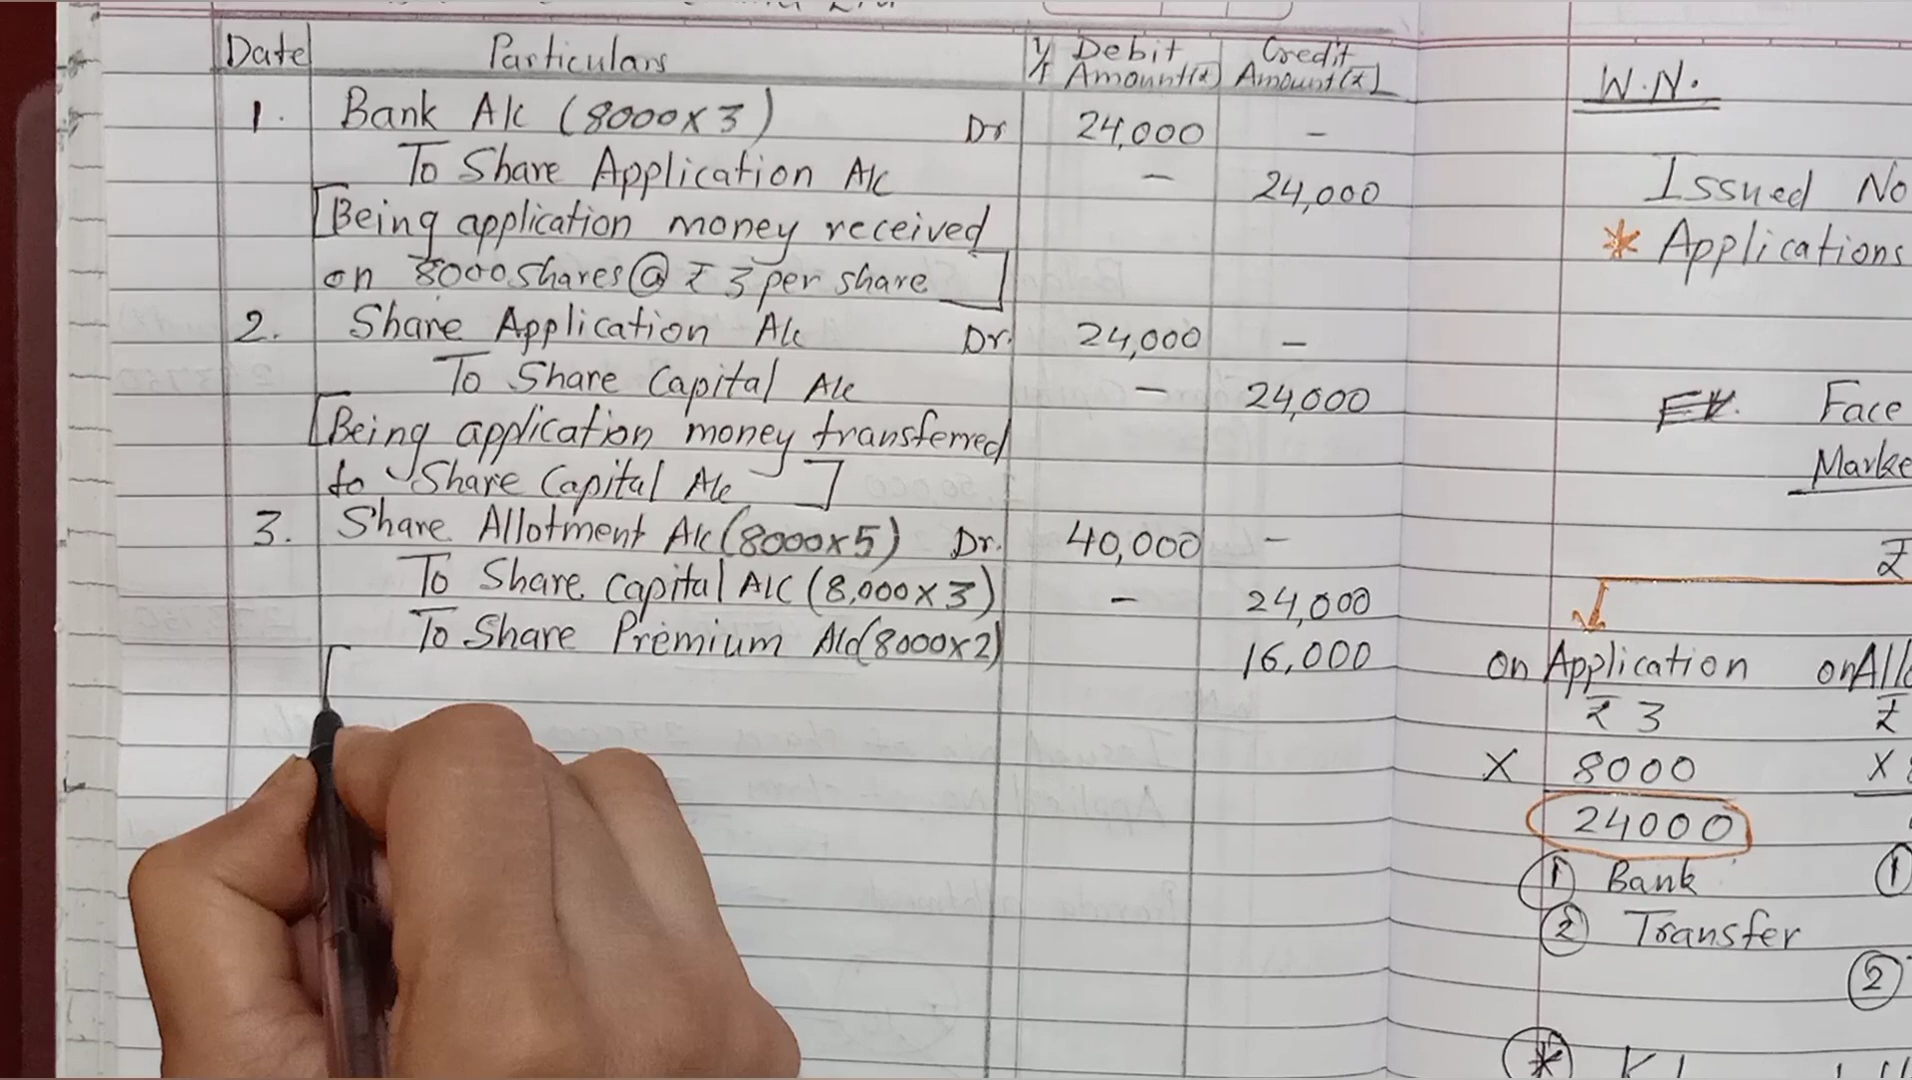 Date Particulars L/f Debit Amount(₹) Credit Amount(₹)
1. Bank A/c (8000x3) Dr 24,000 -
To Share Application A/c - 24,000
[Being application money received
on 8000 shares @ ₹ 3 per share]
2. Share Application A/c Dr. 24,000 -
To Share Capital A/c - 24,000
[Being application money transferred
to Share Capital A/c]
3. Share Allotment A/c (8000x5) Dr. 40,000 -
To Share Capital A/C (8,000x3) - 24,000
To Share Premium A/c (8000x2) 16,000
W.N.
Issued No
* Applications
Face
Marke
₹
on Application on Allo
₹ 3 ₹
X 8000 X
24000
① Bank ①
② Transfer
②